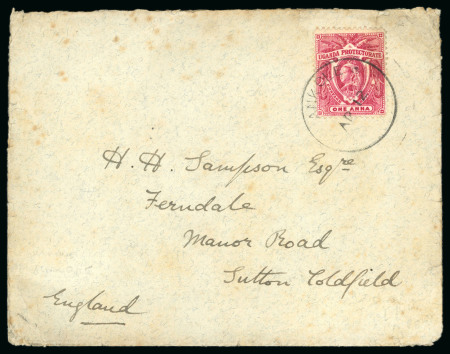 UGANDA PROTECTORATE
ONE ANNA
H. H. Sampson Esqre
Ferndale
Manor Road
Sutton Coldfield
England